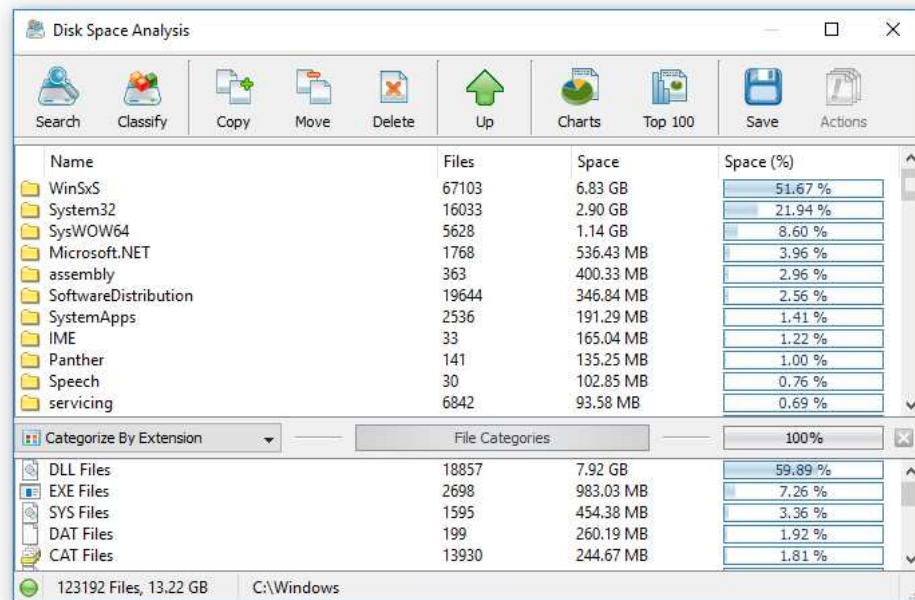 Disk Space Analysis
Search Classify Copy Move Delete Up Charts Top 100 Save Actions
Name Files Space Space (%)
WinSxS 67103 6.83 GB 51.67 %
System32 16033 2.90 GB 21.94 %
SysWOW64 5628 1.14 GB 8.60 %
Microsoft.NET 1768 536.43 MB 3.96 %
assembly 363 400.33 MB 2.96 %
SoftwareDistribution 19644 346.84 MB 2.56 %
SystemApps 2536 191.29 MB 1.41 %
IME 33 165.04 MB 1.22 %
Panther 141 135.25 MB 1.00 %
Speech 30 102.85 MB 0.76 %
servicing 6842 93.58 MB 0.69 %
Categorize By Extension File Categories 100%
DLL Files 18857 7.92 GB 59.89 %
EXE Files 2698 983.03 MB 7.26 %
SYS Files 1595 454.38 MB 3.36 %
DAT Files 199 260.19 MB 1.92 %
CAT Files 13930 244.67 MB 1.81 %
123192 Files, 13.22 GB C:\Windows